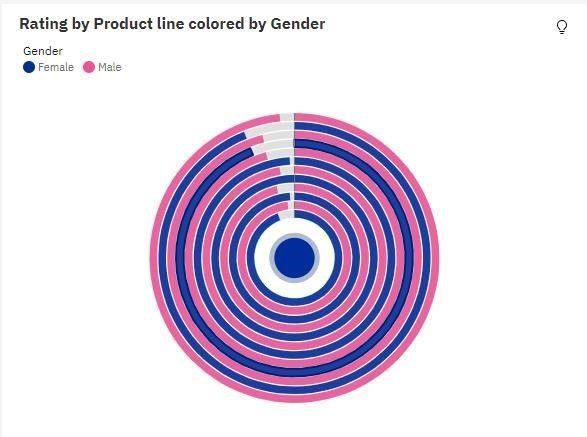 Rating by Product line colored by Gender
Gender
Female Male